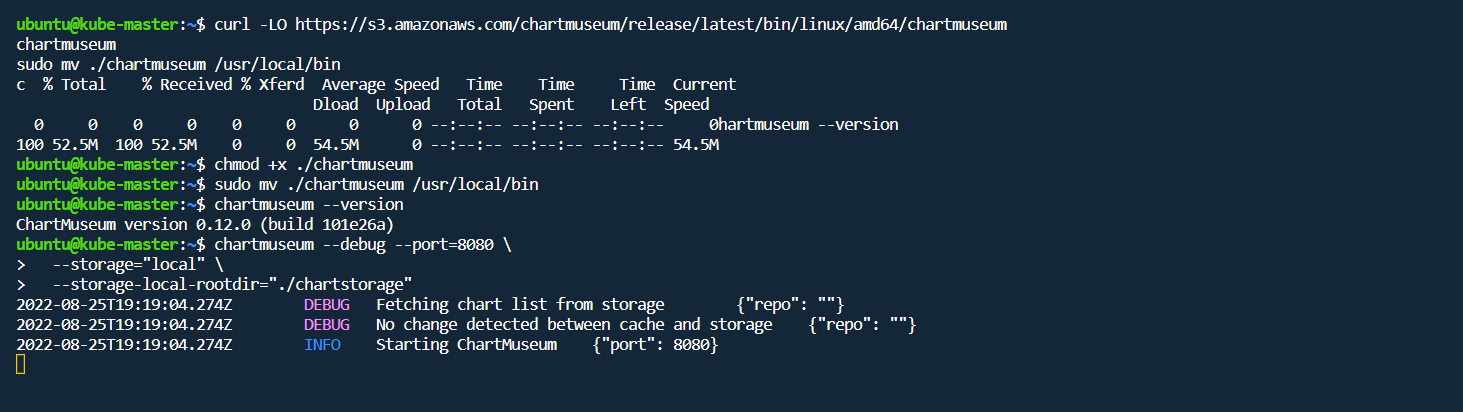 ubuntu@kube-master:~$ curl -LO https://s3.amazonaws.com/chartmuseum/release/latest/bin/linux/amd64/chartmuseum
chartmuseum
sudo mv ./chartmuseum /usr/local/bin
c  % Total    % Received % Xferd  Average Speed   Time    Time     Time  Current
                                 Dload  Upload   Total   Spent    Left  Speed
  0     0    0     0    0     0      0      0 --:--:-- --:--:-- --:--:--     0hartmuseum --version
100 52.5M  100 52.5M    0     0  54.5M      0 --:--:-- --:--:-- --:--:-- 54.5M
ubuntu@kube-master:~$ chmod +x ./chartmuseum
ubuntu@kube-master:~$ sudo mv ./chartmuseum /usr/local/bin
ubuntu@kube-master:~$ chartmuseum --version
ChartMuseum version 0.12.0 (build 101e26a)
ubuntu@kube-master:~$ chartmuseum --debug --port=8080 \
>   --storage="local" \
>   --storage-local-rootdir="./chartstorage"
2022-08-25T19:19:04.274Z        DEBUG   Fetching chart list from storage        {"repo": ""}
2022-08-25T19:19:04.274Z        DEBUG   No change detected between cache and storage    {"repo": ""}
2022-08-25T19:19:04.274Z        INFO    Starting ChartMuseum    {"port": 8080}